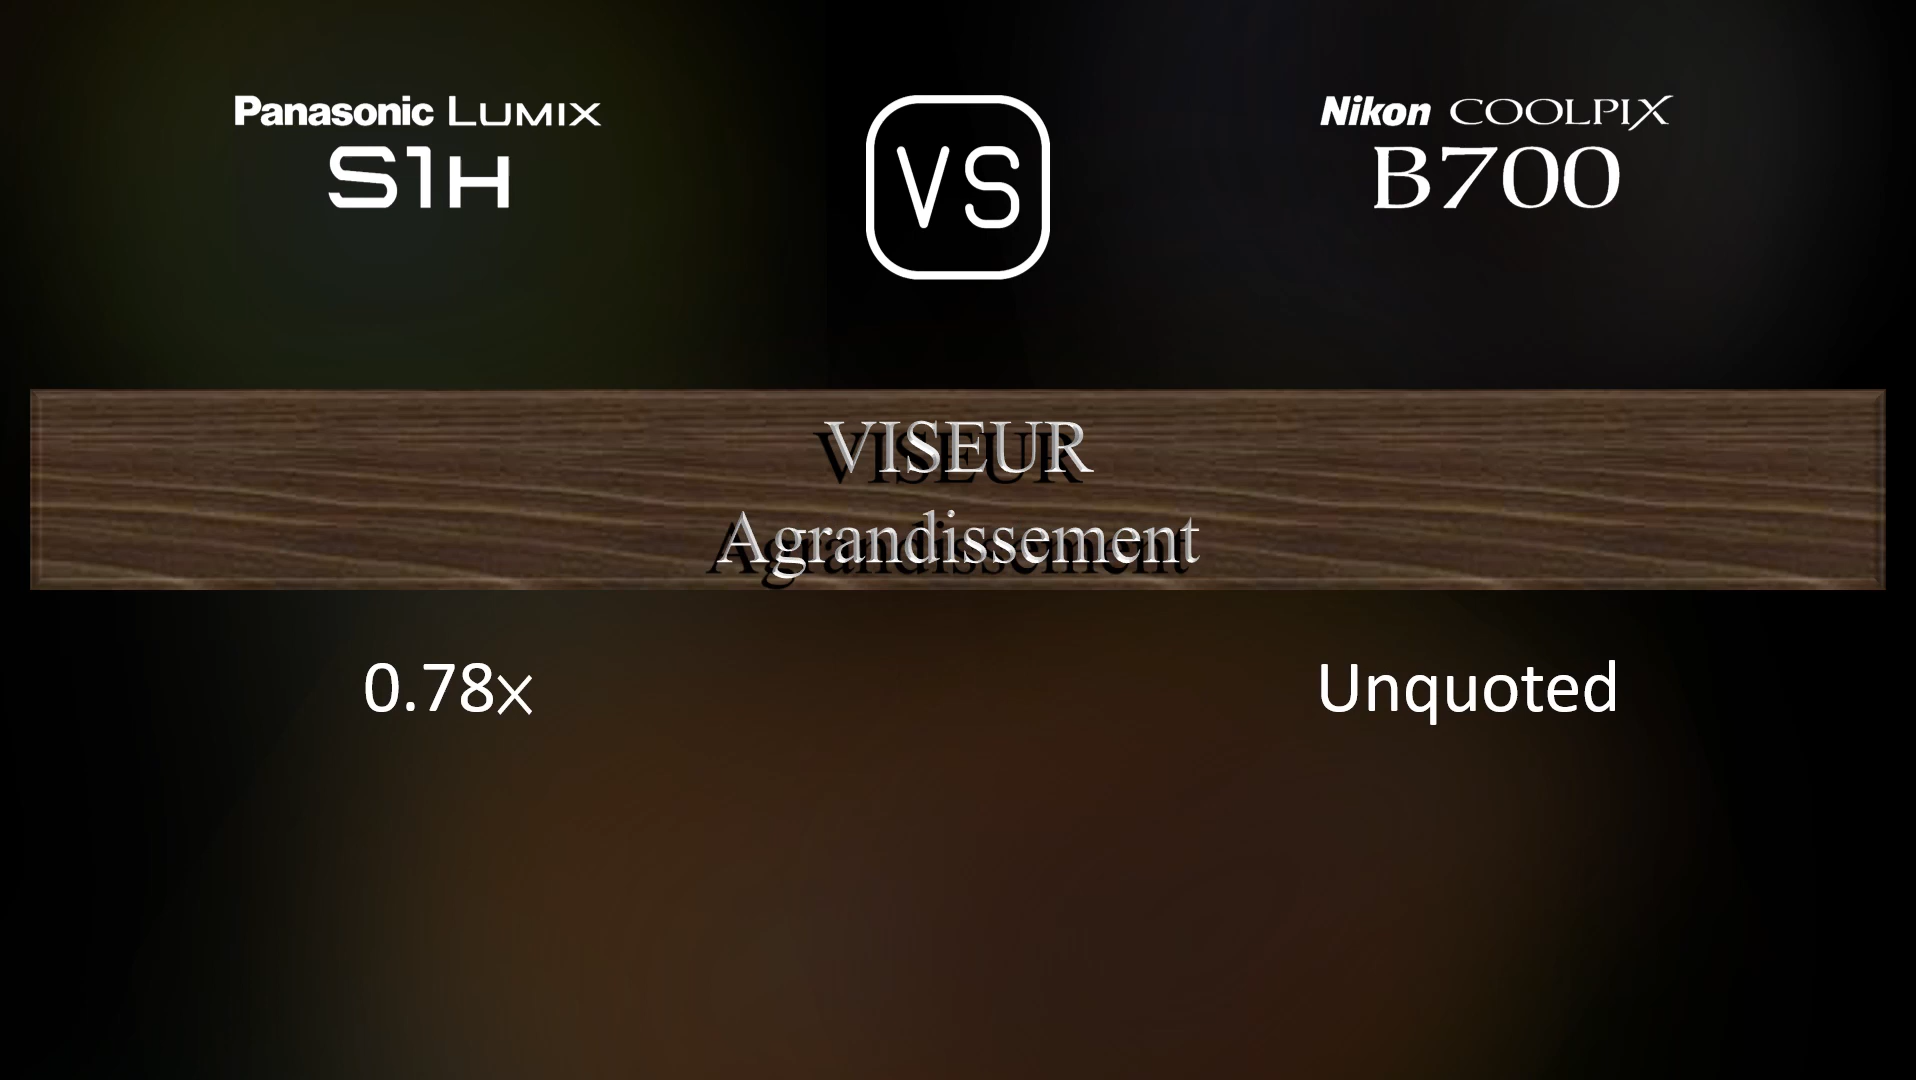 Panasonic LUMIX
S1H
VS
Nikon COOLPIX
B700
VISEUR
Agrandissement
0.78x
Unquoted